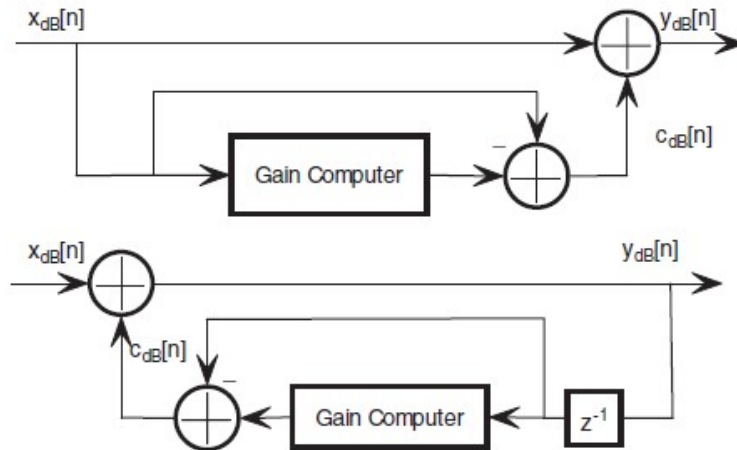 x_dB[n] y_dB[n]
–
c_dB[n]
Gain Computer
x_dB[n] y_dB[n]
c_dB[n]
–
Gain Computer z⁻¹